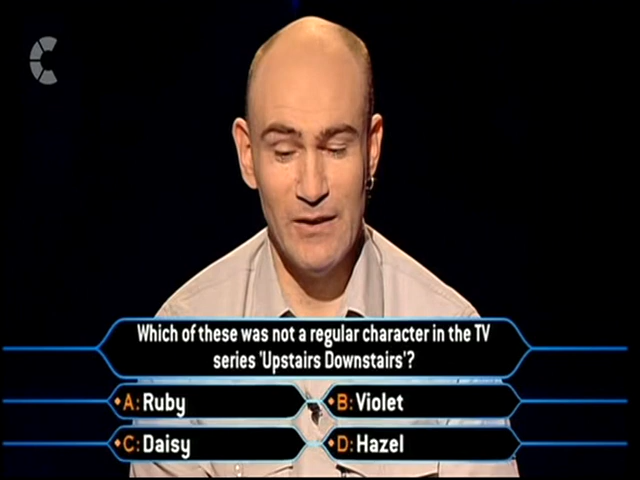 Which of these was not a regular character in the TV
series 'Upstairs Downstairs'?
A: Ruby
B: Violet
C: Daisy
D: Hazel